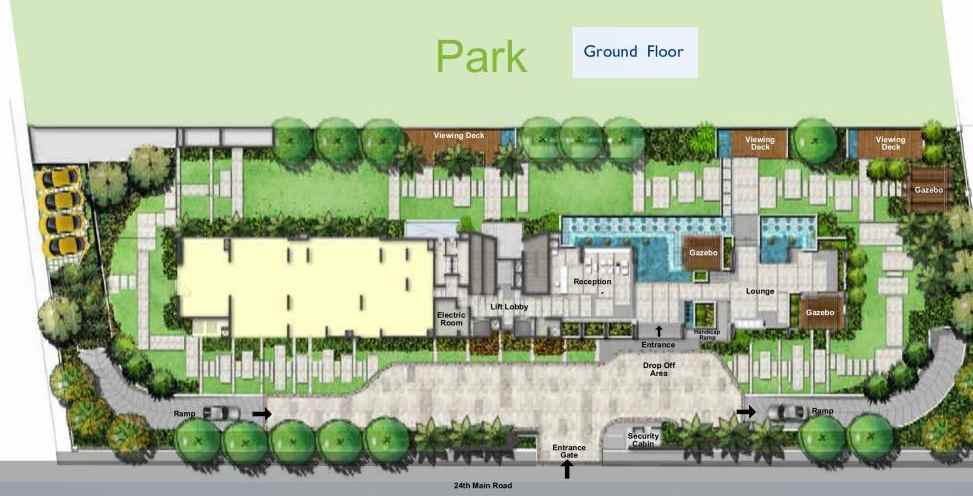 Park
Ground Floor
Viewing Deck
Viewing
Deck
Viewing
Deck
Gazebo
Gazebo
Reception
Lounge
Lift Lobby
Electric
Room
Gazebo
Handicap
Ramp
Entrance
Drop Off
Area
Ramp
Ramp
Security
Cabin
Entrance
Gate
24th Main Road